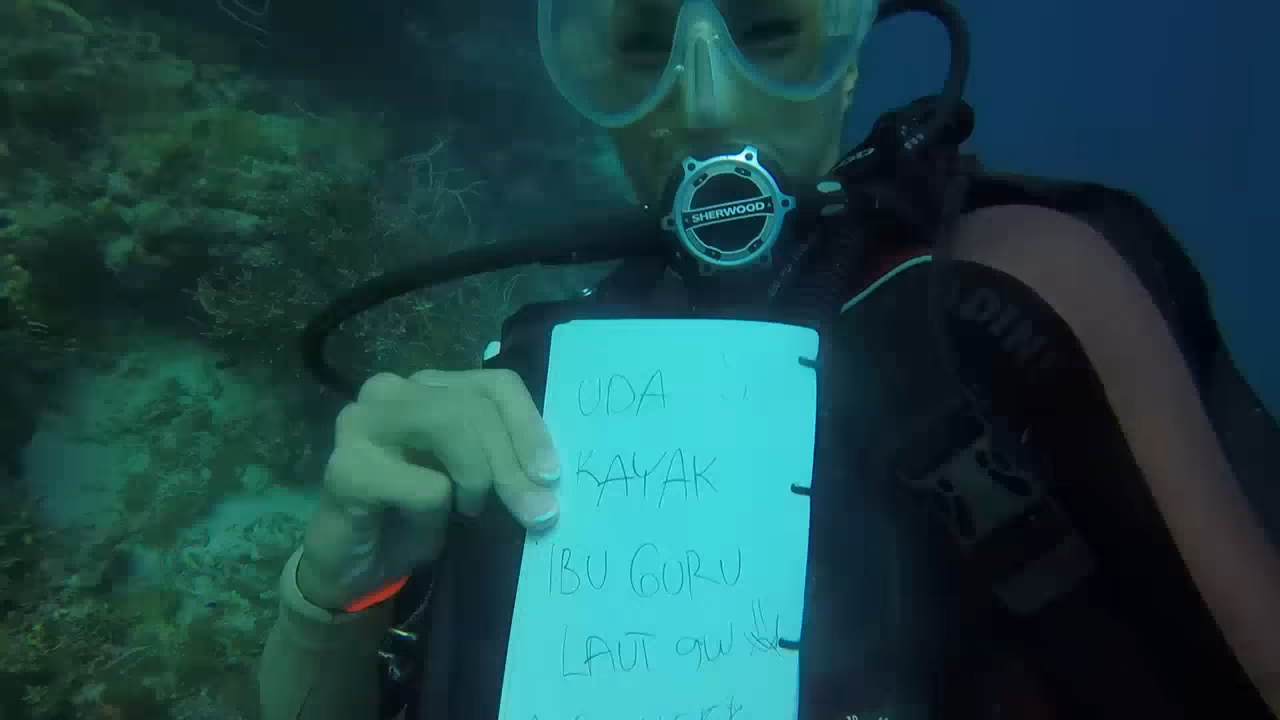 SHERWOOD
UDA
KAYAK
IBU GURU
LAUT gw